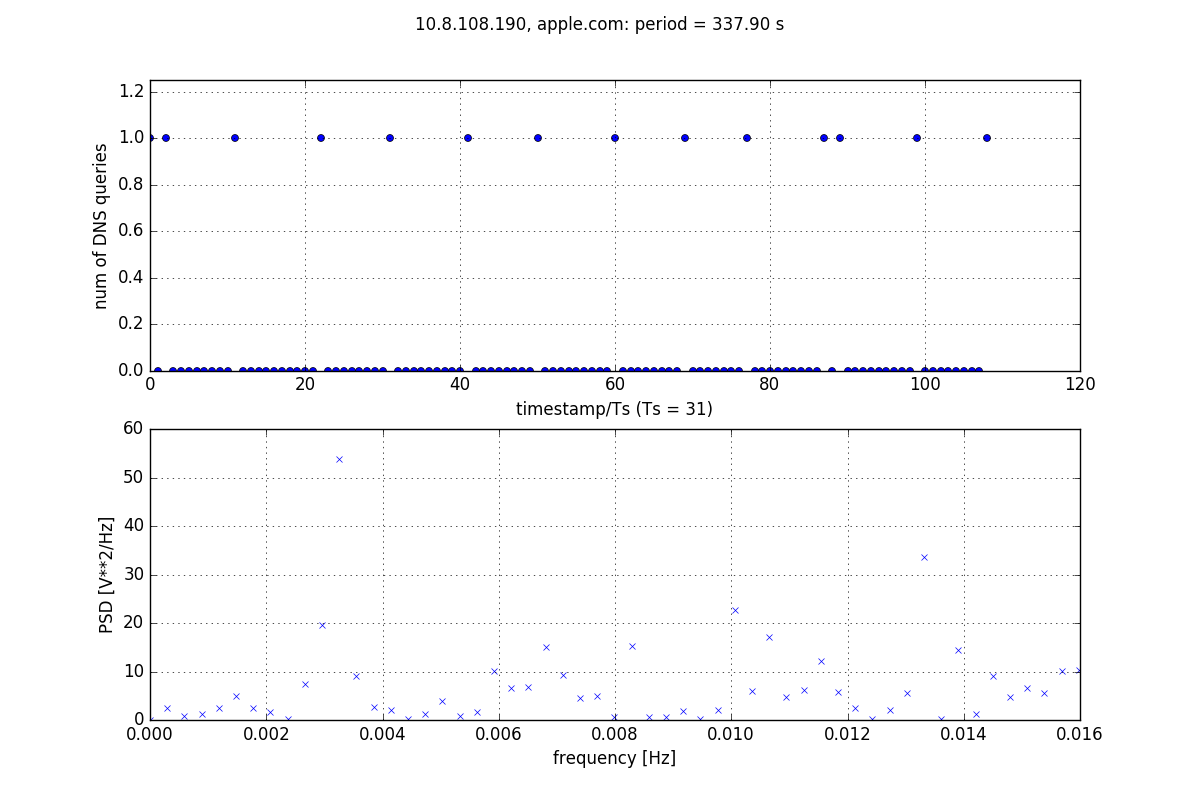 10.8.108.190, apple.com: period = 337.90 s
1.2
1.0
0.8
0.6
0.4
0.2
0.0
num of DNS queries
0 20 40 60 80 100 120
timestamp/Ts (Ts = 31)
60
50
40
30
20
10
0
PSD [V**2/Hz]
0.000 0.002 0.004 0.006 0.008 0.010 0.012 0.014 0.016
frequency [Hz]